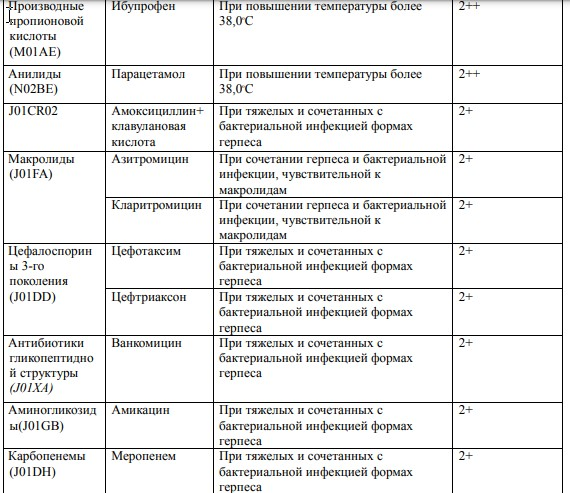 Производные Ибупрофен При повышении температуры более 2++
пропионовой 38,0°С
кислоты
(M01AE)
Анилиды Парацетамол При повышении температуры более 2++
(N02BE) 38,0°С
J01CR02 Амоксициллин+ При тяжелых и сочетанных с 2+
клавулановая бактериальной инфекцией формах
кислота герпеса
Макролиды Азитромицин При сочетании герпеса и бактериальной 2+
(J01FA) инфекции, чувствительной к
макролидам
Кларитромицин При сочетании герпеса и бактериальной 2+
инфекции, чувствительной к
макролидам
Цефалоспорин Цефотаксим При тяжелых и сочетанных с 2+
ы 3-го бактериальной инфекцией формах
поколения герпеса
(J01DD) Цефтриаксон При тяжелых и сочетанных с 2+
бактериальной инфекцией формах
герпеса
Антибиотики Ванкомицин При тяжелых и сочетанных с 2+
гликопептидно бактериальной инфекцией формах
й структуры герпеса
(J01XA)
Аминогликозид Амикацин При тяжелых и сочетанных с 2+
ы(J01GB) бактериальной инфекцией формах
герпеса
Карбопенемы Меропенем При тяжелых и сочетанных с 2+
(J01DH) бактериальной инфекцией формах
герпеса